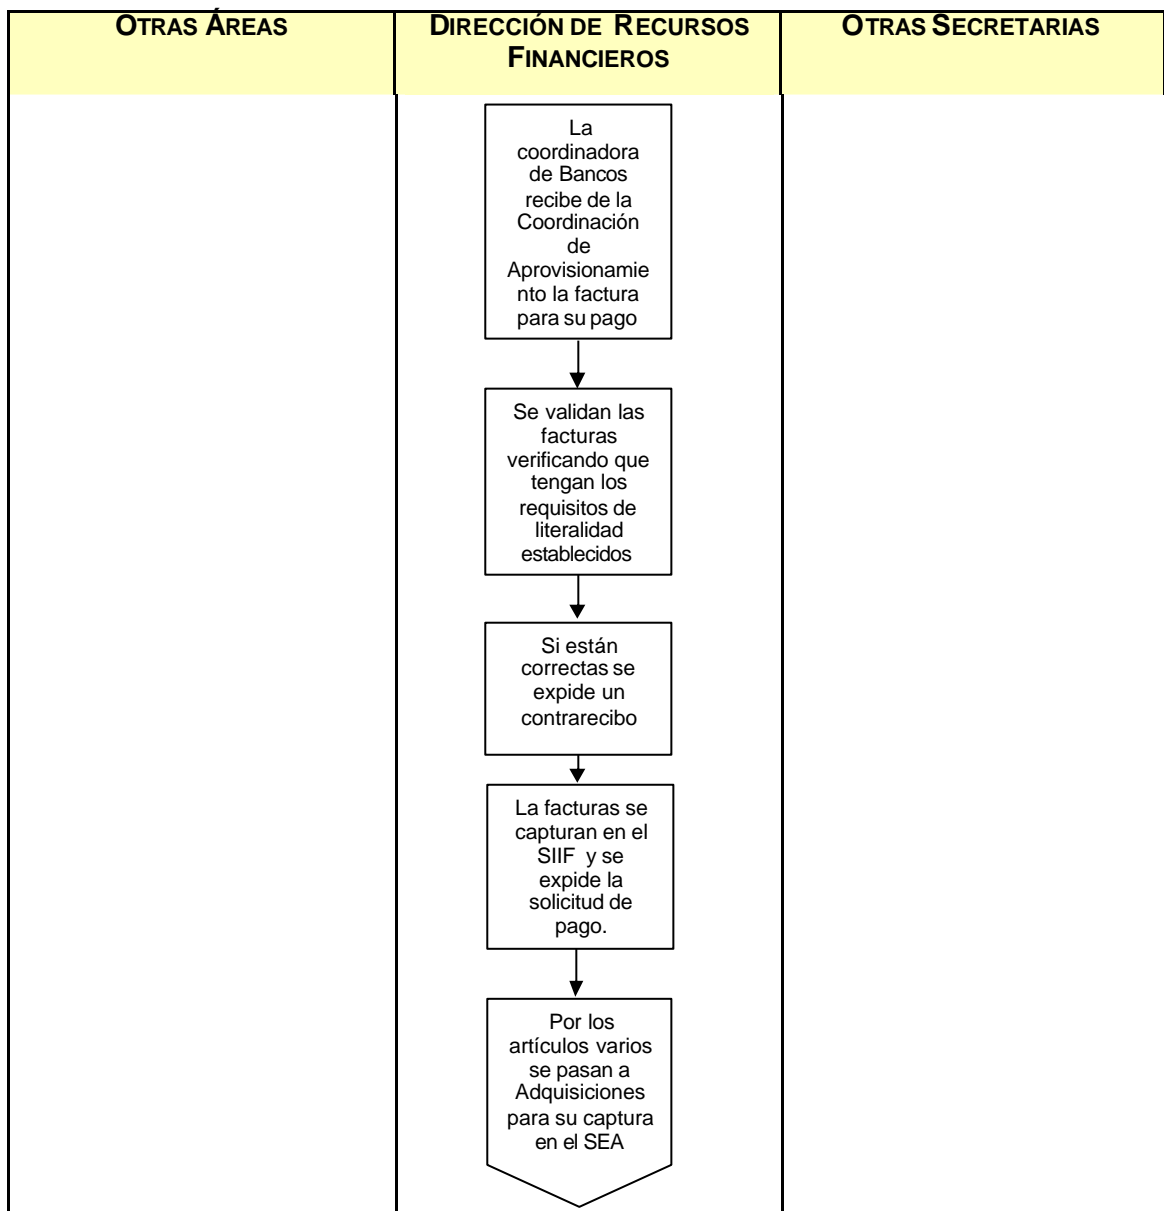 OTRAS ÁREAS
DIRECCIÓN DE RECURSOS
FINANCIEROS
OTRAS SECRETARIAS
La
coordinadora
de Bancos
recibe de la
Coordinación
de
Aprovisionamie
nto la factura
para su pago
Se validan las
facturas
verificando que
tengan los
requisitos de
literalidad
establecidos
Si están
correctas se
expide un
contrarecibo
La facturas se
capturan en el
SIIF y se
expide la
solicitud de
pago.
Por los
artículos varios
se pasan a
Adquisiciones
para su captura
en el SEA